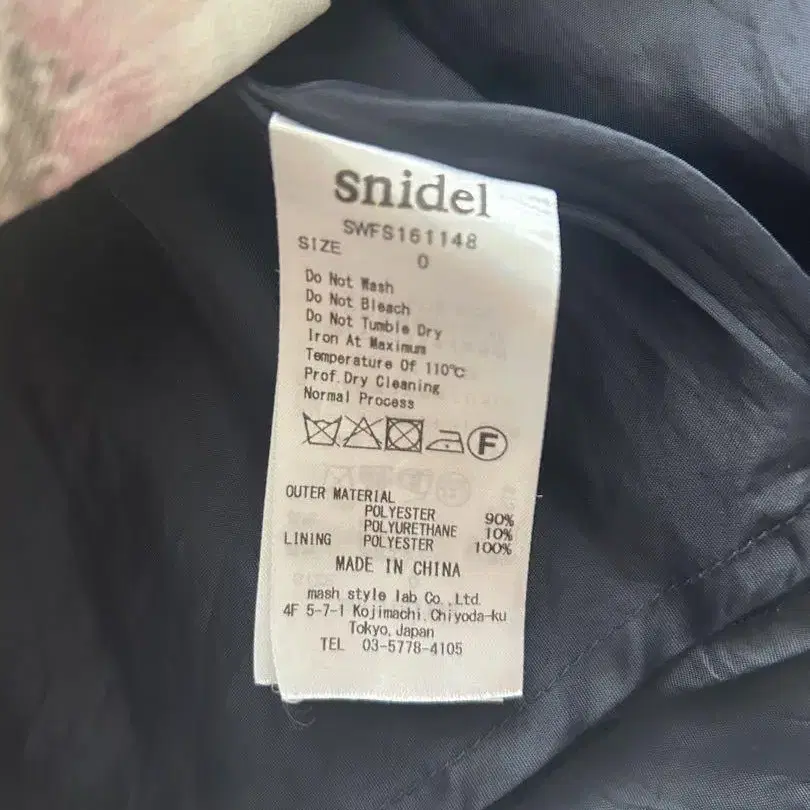 snidel
SWFS161148
SIZE 0
Do Not Wash
Do Not Bleach
Do Not Tumble Dry
Iron At Maximum
Temperature Of 110℃
Prof.Dry Cleaning
Normal Process
F
OUTER MATERIAL
POLYESTER 90%
POLYURETHANE 10%
LINING POLYESTER 100%
MADE IN CHINA
mash style lab Co.,Ltd.
4F 5-7-1 Kojimachi,Chiyoda-ku
Tokyo,Japan
TEL 03-5778-4105